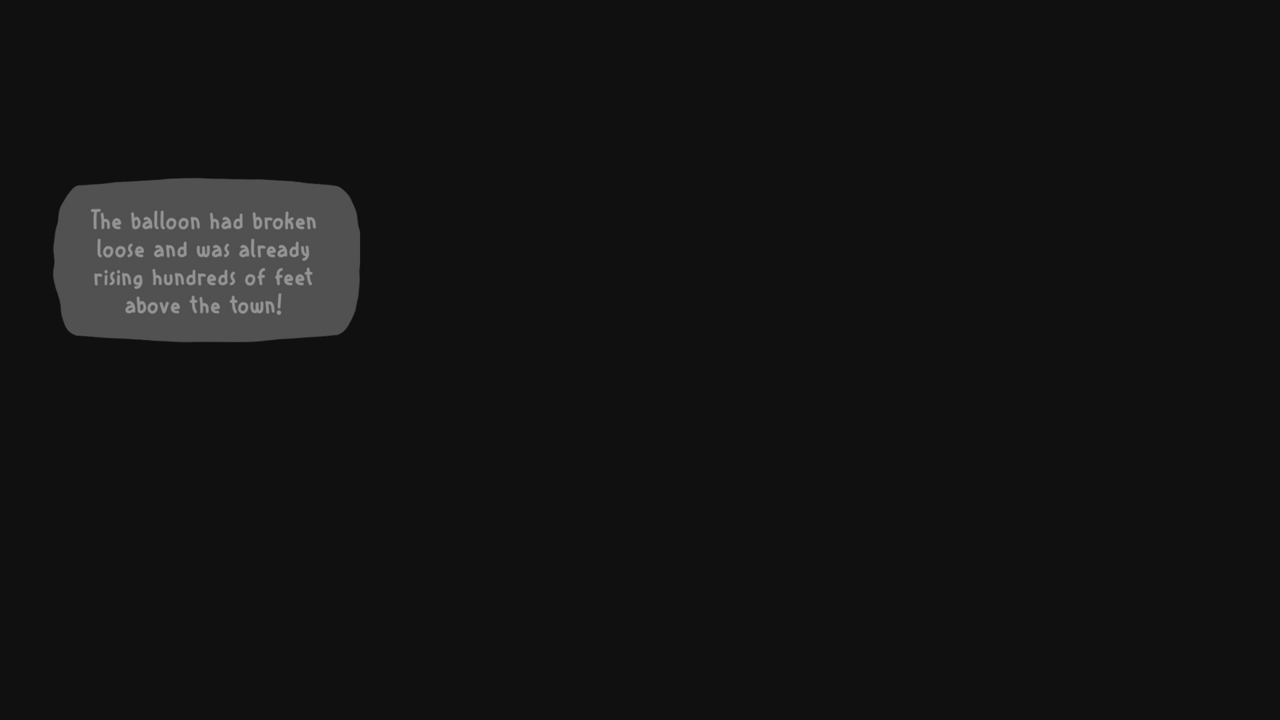 The balloon had broken
loose and was already
rising hundreds of feet
above the town!